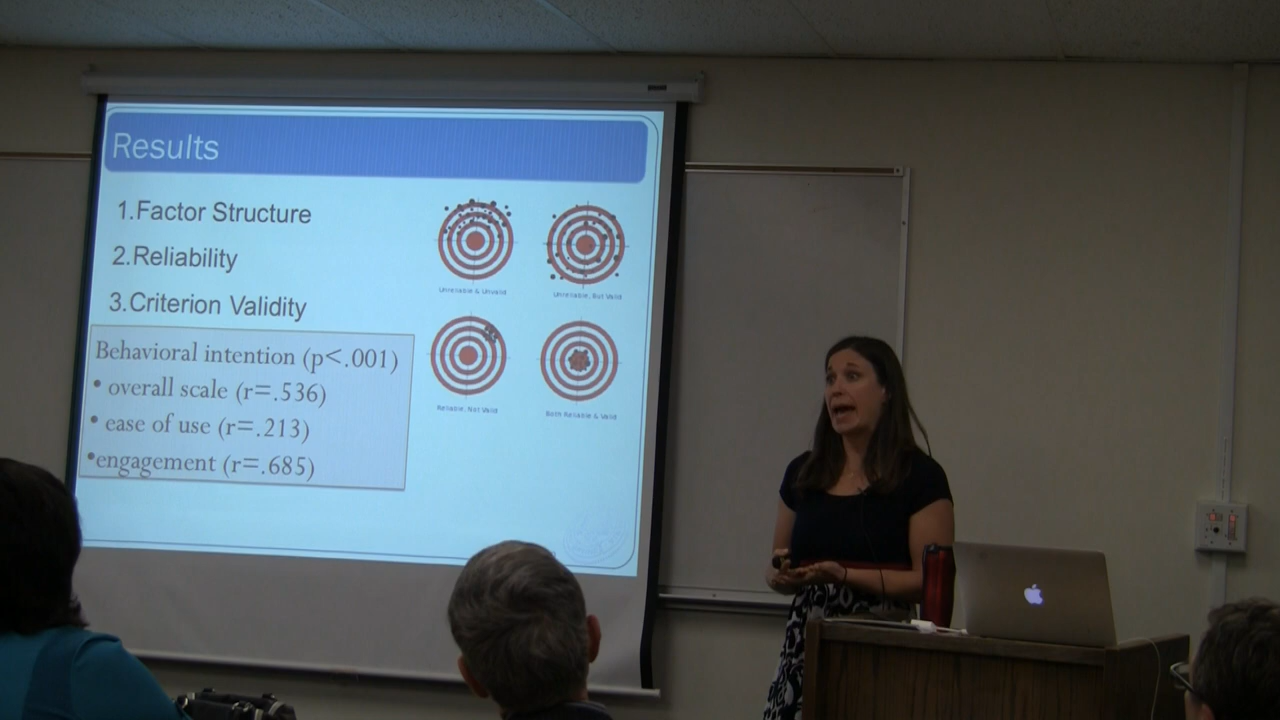 Results
1.Factor Structure
2.Reliability
3.Criterion Validity
Behavioral intention (p<.001)
• overall scale (r=.536)
• ease of use (r=.213)
•engagement (r=.685)
Unreliable & Unvalid
Unreliable, But Valid
Reliable, Not Valid
Both Reliable & Valid